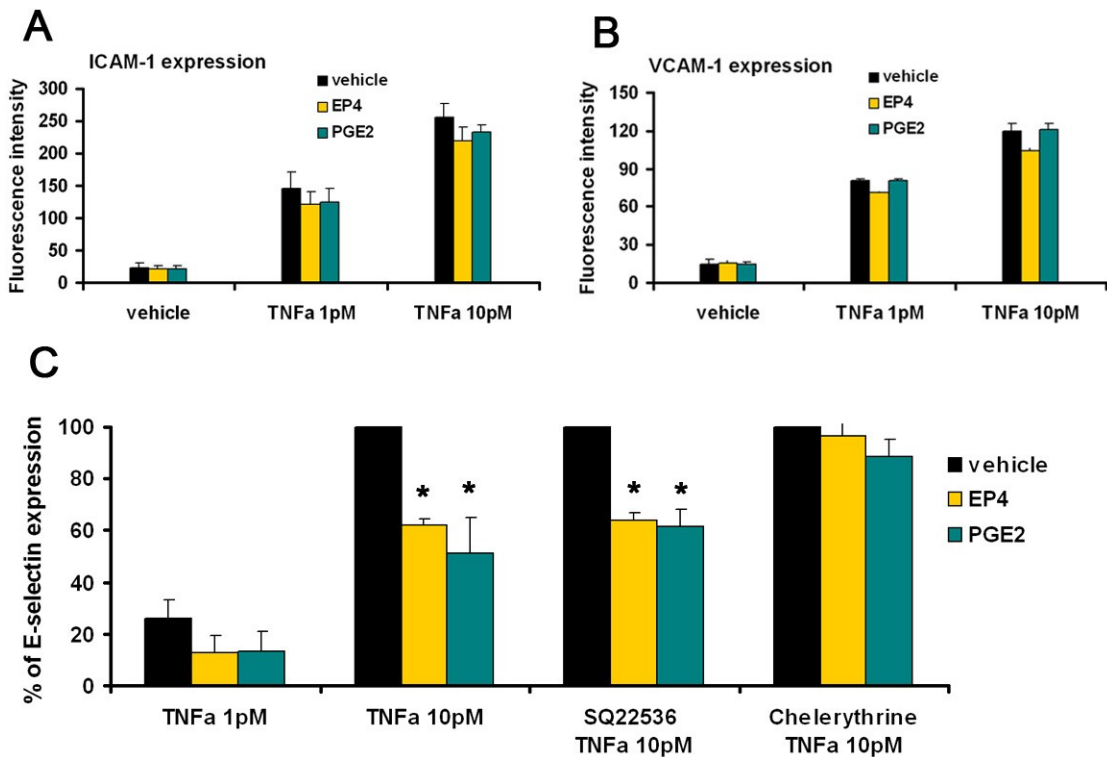 A
ICAM-1 expression
Fluorescence intensity
300
250
200
150
100
50
0
vehicle
EP4
PGE2
vehicle
TNFa 1pM
TNFa 10pM
B
VCAM-1 expression
Fluorescence intensity
150
120
90
60
30
0
vehicle
EP4
PGE2
vehicle
TNFa 1pM
TNFa 10pM
C
% of E-selectin expression
100
80
60
40
20
0
* *
* *
vehicle
EP4
PGE2
TNFa 1pM
TNFa 10pM
SQ22536
TNFa 10pM
Chelerythrine
TNFa 10pM